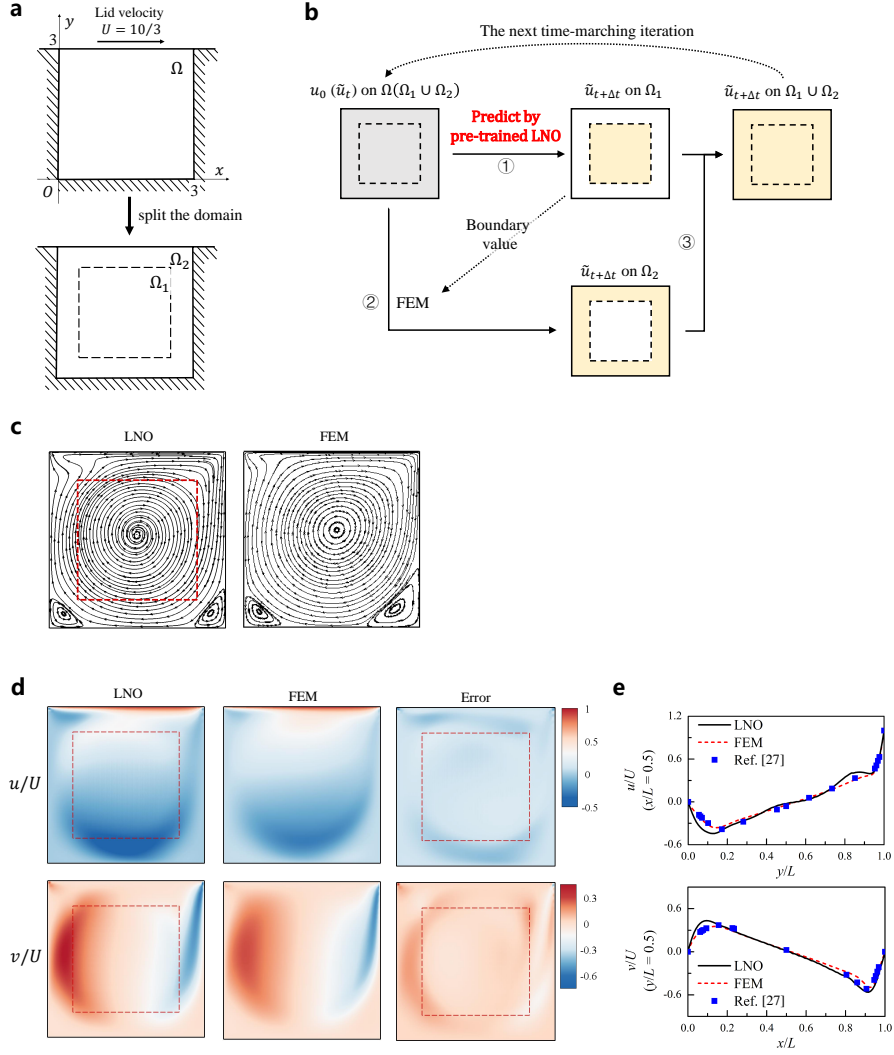 a
y
Lid velocity
U = 10/3
3
Ω
O
3
x
split the domain
Ω₂
Ω₁
b
The next time-marching iteration
u₀ (ũₜ) on Ω(Ω₁ ∪ Ω₂)
ũₜ₊Δₜ on Ω₁
ũₜ₊Δₜ on Ω₁ ∪ Ω₂
Predict by
pre-trained LNO
①
Boundary
value
③
ũₜ₊Δₜ on Ω₂
②
FEM
c
LNO
FEM
d
LNO
FEM
Error
u/U
1
0.5
0
-0.5
v/U
0.3
0
-0.3
-0.6
e
1.2
0.6
0.0
-0.6
u/U
(x/L = 0.5)
LNO
FEM
Ref. [27]
0.0 0.2 0.4 0.6 0.8 1.0
y/L
0.6
0.0
-0.6
v/U
(y/L = 0.5)
LNO
FEM
Ref. [27]
0.0 0.2 0.4 0.6 0.8 1.0
x/L